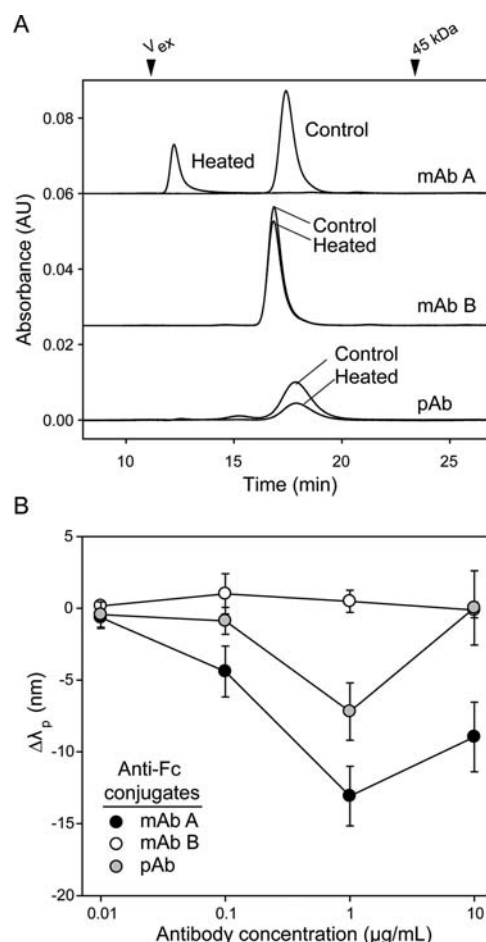 A
Vex
45 kDa
0.08
Control
Heated
0.06
mAb A
Absorbance (AU)
Control
Heated
0.04
mAb B
0.02
Control
Heated
pAb
0.00
10 15 20 25
Time (min)
B
5
0
-5
-10
-15
-20
Δλp (nm)
Anti-Fc
conjugates
mAb A
mAb B
pAb
0.01 0.1 1 10
Antibody concentration (μg/mL)